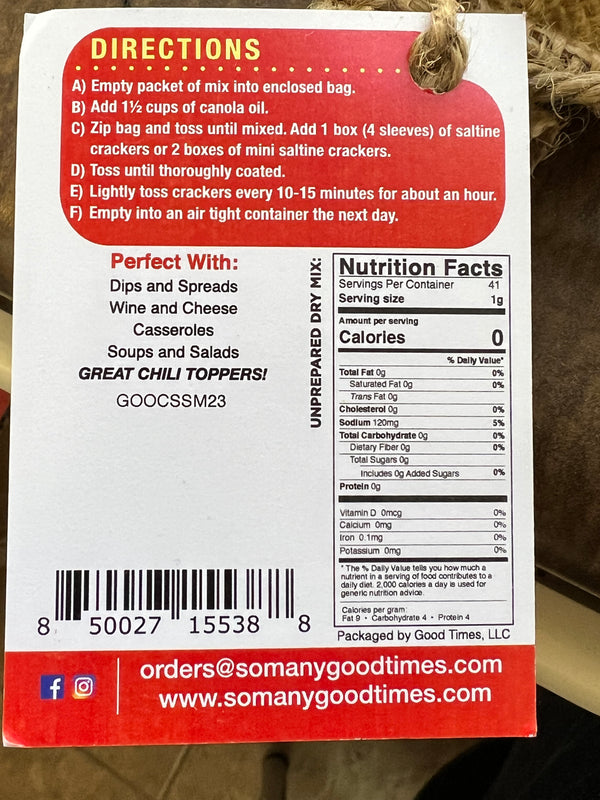 DIRECTIONS
A) Empty packet of mix into enclosed bag.
B) Add 1½ cups of canola oil.
C) Zip bag and toss until mixed. Add 1 box (4 sleeves) of saltine
crackers or 2 boxes of mini saltine crackers.
D) Toss until thoroughly coated.
E) Lightly toss crackers every 10-15 minutes for about an hour.
F) Empty into an air tight container the next day.
Perfect With:
Dips and Spreads
Wine and Cheese
Casseroles
Soups and Salads
GREAT CHILI TOPPERS!
GOOCSSM23
UNPREPARED DRY MIX:
Nutrition Facts
Servings Per Container 41
Serving size 1g
Amount per serving
Calories 0
% Daily Value*
Total Fat 0g 0%
Saturated Fat 0g 0%
Trans Fat 0g
Cholesterol 0g 0%
Sodium 120mg 5%
Total Carbohydrate 0g 0%
Dietary Fiber 0g 0%
Total Sugars 0g
Includes 0g Added Sugars 0%
Protein 0g
Vitamin D 0mcg 0%
Calcium 0mg 0%
Iron 0.1mg 0%
Potassium 0mg 0%
* The % Daily Value tells you how much a
nutrient in a serving of food contributes to a
daily diet. 2,000 calories a day is used for
generic nutrition advice.
Calories per gram:
Fat 9 • Carbohydrate 4 • Protein 4
Packaged by Good Times, LLC
8 50027 15538 8
orders@somanygoodtimes.com
www.somanygoodtimes.com